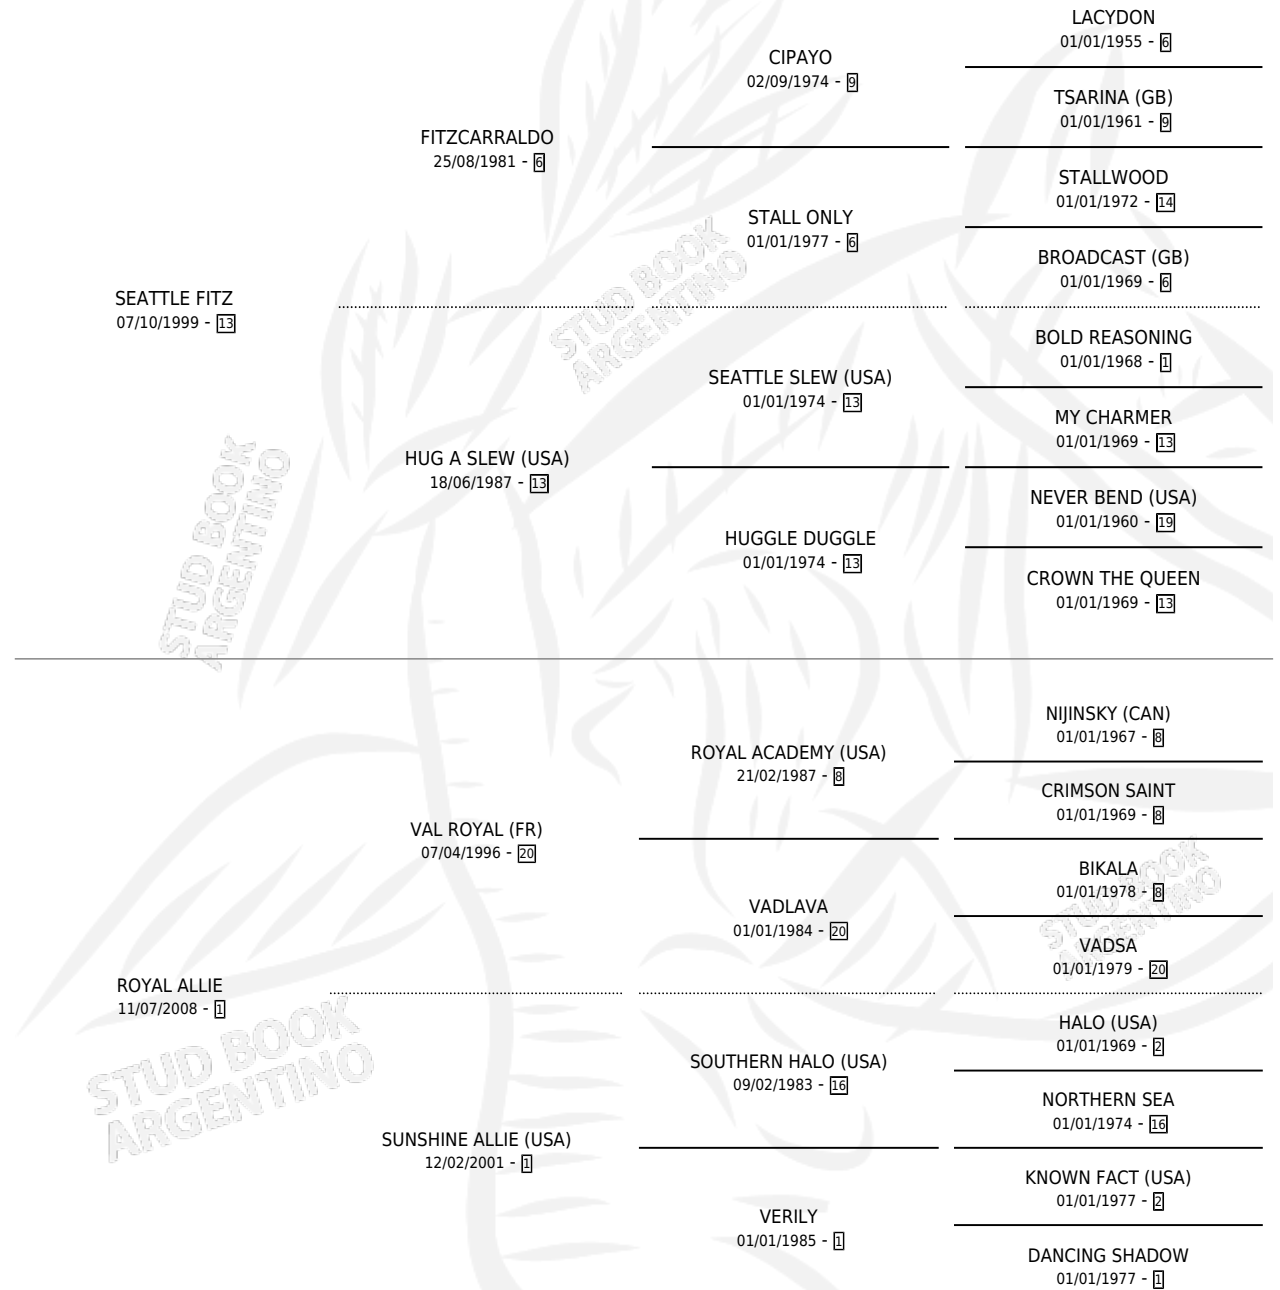 LACYDON
01/01/1955 - 6
CIPAYO
02/09/1974 - 9
TSARINA (GB)
01/01/1961 - 9
FITZCARRALDO
25/08/1981 - 6
STALLWOOD
01/01/1972 - 14
STALL ONLY
01/01/1977 - 6
BROADCAST (GB)
01/01/1969 - 6
SEATTLE FITZ
07/10/1999 - 13
STUD BOOK
ARGENTINO
BOLD REASONING
01/01/1968 - 1
SEATTLE SLEW (USA)
01/01/1974 - 13
MY CHARMER
01/01/1969 - 13
HUG A SLEW (USA)
18/06/1987 - 13
NEVER BEND (USA)
01/01/1960 - 19
HUGGLE DUGGLE
01/01/1974 - 13
CROWN THE QUEEN
01/01/1969 - 13
STUD BOOK
ARGENTINO
NIJINSKY (CAN)
01/01/1967 - 8
ROYAL ACADEMY (USA)
21/02/1987 - 8
CRIMSON SAINT
01/01/1969 - 8
VAL ROYAL (FR)
07/04/1996 - 20
BIKALA
01/01/1978 - 8
VADLAVA
01/01/1984 - 20
STUD BOOK
ARGENTINO
VADSA
01/01/1979 - 20
ROYAL ALLIE
11/07/2008 - 1
HALO (USA)
01/01/1969 - 2
SOUTHERN HALO (USA)
09/02/1983 - 16
STUD BOOK
ARGENTINO
NORTHERN SEA
01/01/1974 - 16
SUNSHINE ALLIE (USA)
12/02/2001 - 1
KNOWN FACT (USA)
01/01/1977 - 2
VERILY
01/01/1985 - 1
DANCING SHADOW
01/01/1977 - 1